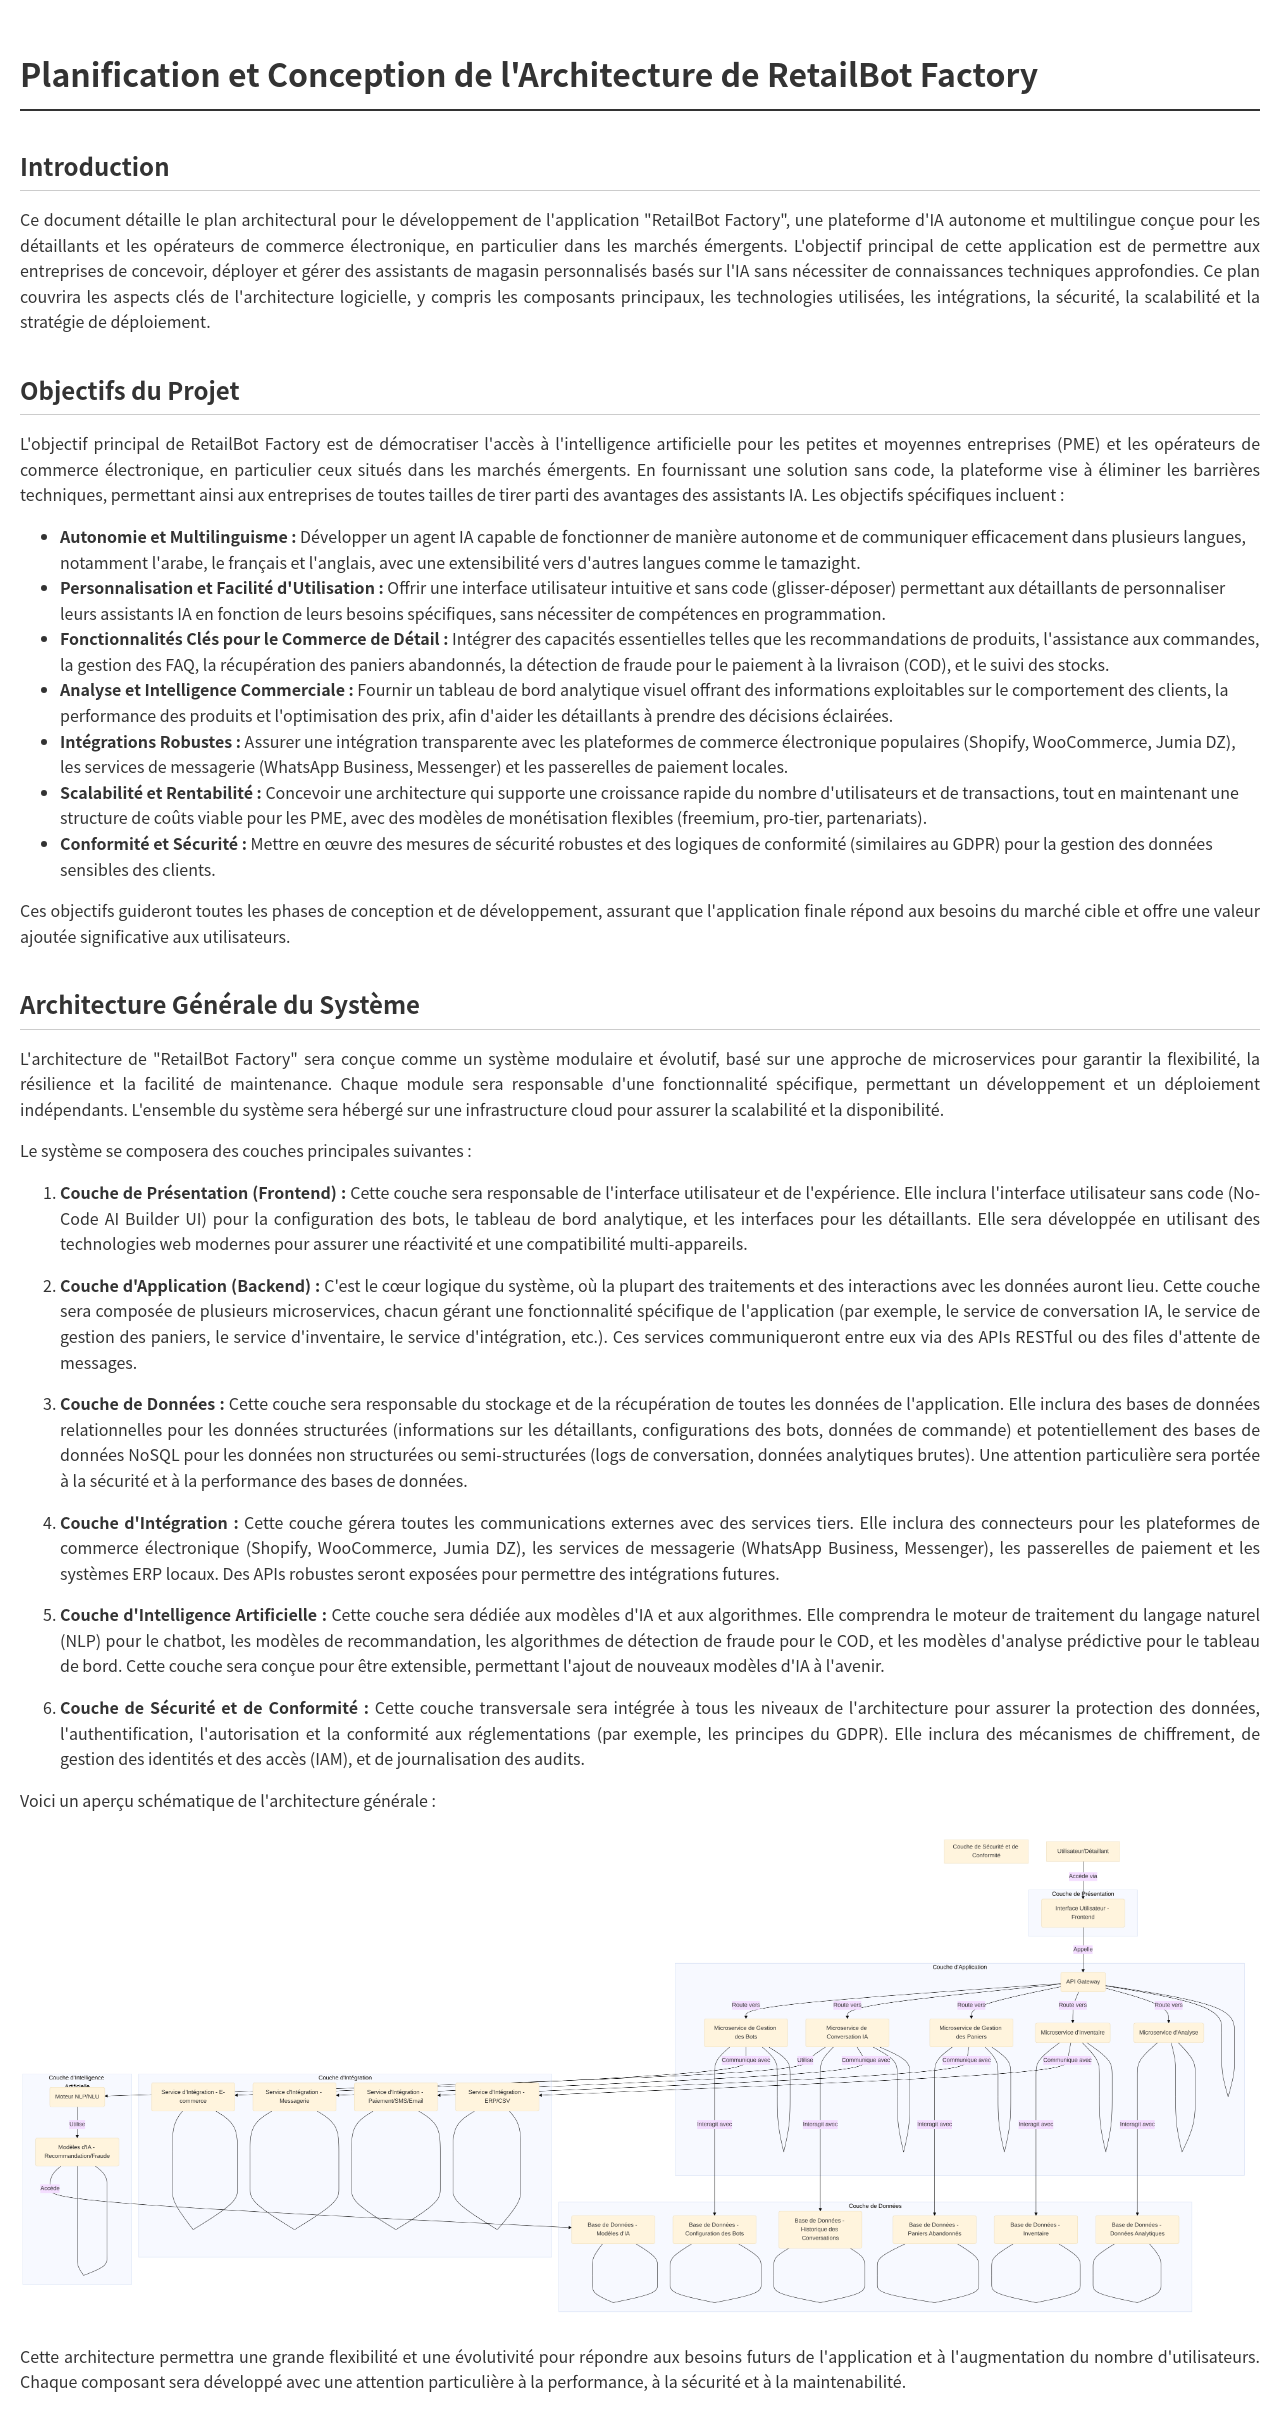 Planification et Conception de l'Architecture de RetailBot Factory
Introduction
Ce document détaille le plan architectural pour le développement de l'application "RetailBot Factory", une plateforme d'IA autonome et multilingue conçue pour les
détaillants et les opérateurs de commerce électronique, en particulier dans les marchés émergents. L'objectif principal de cette application est de permettre aux
entreprises de concevoir, déployer et gérer des assistants de magasin personnalisés basés sur l'IA sans nécessiter de connaissances techniques approfondies. Ce plan
couvrira les aspects clés de l'architecture logicielle, y compris les composants principaux, les technologies utilisées, les intégrations, la sécurité, la scalabilité et la
stratégie de déploiement.
Objectifs du Projet
L'objectif principal de RetailBot Factory est de démocratiser l'accès à l'intelligence artificielle pour les petites et moyennes entreprises (PME) et les opérateurs de
commerce électronique, en particulier ceux situés dans les marchés émergents. En fournissant une solution sans code, la plateforme vise à éliminer les barrières
techniques, permettant ainsi aux entreprises de toutes tailles de tirer parti des avantages des assistants IA. Les objectifs spécifiques incluent :
• Autonomie et Multilinguisme : Développer un agent IA capable de fonctionner de manière autonome et de communiquer efficacement dans plusieurs langues,
notamment l'arabe, le français et l'anglais, avec une extensibilité vers d'autres langues comme le tamazight.
• Personnalisation et Facilité d'Utilisation : Offrir une interface utilisateur intuitive et sans code (glisser-déposer) permettant aux détaillants de personnaliser
leurs assistants IA en fonction de leurs besoins spécifiques, sans nécessiter de compétences en programmation.
• Fonctionnalités Clés pour le Commerce de Détail : Intégrer des capacités essentielles telles que les recommandations de produits, l'assistance aux commandes,
la gestion des FAQ, la récupération des paniers abandonnés, la détection de fraude pour le paiement à la livraison (COD), et le suivi des stocks.
• Analyse et Intelligence Commerciale : Fournir un tableau de bord analytique visuel offrant des informations exploitables sur le comportement des clients, la
performance des produits et l'optimisation des prix, afin d'aider les détaillants à prendre des décisions éclairées.
• Intégrations Robustes : Assurer une intégration transparente avec les plateformes de commerce électronique populaires (Shopify, WooCommerce, Jumia DZ),
les services de messagerie (WhatsApp Business, Messenger) et les passerelles de paiement locales.
• Scalabilité et Rentabilité : Concevoir une architecture qui supporte une croissance rapide du nombre d'utilisateurs et de transactions, tout en maintenant une
structure de coûts viable pour les PME, avec des modèles de monétisation flexibles (freemium, pro-tier, partenariats).
• Conformité et Sécurité : Mettre en œuvre des mesures de sécurité robustes et des logiques de conformité (similaires au GDPR) pour la gestion des données
sensibles des clients.
Ces objectifs guideront toutes les phases de conception et de développement, assurant que l'application finale répond aux besoins du marché cible et offre une valeur
ajoutée significative aux utilisateurs.
Architecture Générale du Système
L'architecture de "RetailBot Factory" sera conçue comme un système modulaire et évolutif, basé sur une approche de microservices pour garantir la flexibilité, la
résilience et la facilité de maintenance. Chaque module sera responsable d'une fonctionnalité spécifique, permettant un développement et un déploiement
indépendants. L'ensemble du système sera hébergé sur une infrastructure cloud pour assurer la scalabilité et la disponibilité.
Le système se composera des couches principales suivantes :
1. Couche de Présentation (Frontend) : Cette couche sera responsable de l'interface utilisateur et de l'expérience. Elle inclura l'interface utilisateur sans code (No-
Code AI Builder UI) pour la configuration des bots, le tableau de bord analytique, et les interfaces pour les détaillants. Elle sera développée en utilisant des
technologies web modernes pour assurer une réactivité et une compatibilité multi-appareils.
2. Couche d'Application (Backend) : C'est le cœur logique du système, où la plupart des traitements et des interactions avec les données auront lieu. Cette couche
sera composée de plusieurs microservices, chacun gérant une fonctionnalité spécifique de l'application (par exemple, le service de conversation IA, le service de
gestion des paniers, le service d'inventaire, le service d'intégration, etc.). Ces services communiqueront entre eux via des APIs RESTful ou des files d'attente de
messages.
3. Couche de Données : Cette couche sera responsable du stockage et de la récupération de toutes les données de l'application. Elle inclura des bases de données
relationnelles pour les données structurées (informations sur les détaillants, configurations des bots, données de commande) et potentiellement des bases de
données NoSQL pour les données non structurées ou semi-structurées (logs de conversation, données analytiques brutes). Une attention particulière sera portée
à la sécurité et à la performance des bases de données.
4. Couche d'Intégration : Cette couche gérera toutes les communications externes avec des services tiers. Elle inclura des connecteurs pour les plateformes de
commerce électronique (Shopify, WooCommerce, Jumia DZ), les services de messagerie (WhatsApp Business, Messenger), les passerelles de paiement et les
systèmes ERP locaux. Des APIs robustes seront exposées pour permettre des intégrations futures.
5. Couche d'Intelligence Artificielle : Cette couche sera dédiée aux modèles d'IA et aux algorithmes. Elle comprendra le moteur de traitement du langage naturel
(NLP) pour le chatbot, les modèles de recommandation, les algorithmes de détection de fraude pour le COD, et les modèles d'analyse prédictive pour le tableau
de bord. Cette couche sera conçue pour être extensible, permettant l'ajout de nouveaux modèles d'IA à l'avenir.
6. Couche de Sécurité et de Conformité : Cette couche transversale sera intégrée à tous les niveaux de l'architecture pour assurer la protection des données,
l'authentification, l'autorisation et la conformité aux réglementations (par exemple, les principes du GDPR). Elle inclura des mécanismes de chiffrement, de
gestion des identités et des accès (IAM), et de journalisation des audits.
Voici un aperçu schématique de l'architecture générale :
Couche de Sécurité et de
Conformité
Utilisateur/Détaillant
Accède via
Couche de Présentation
Interface Utilisateur -
Frontend
Appelle
Couche d'Application
API Gateway
Route vers
Route vers
Route vers
Route vers
Route vers
Microservice de Gestion
des Bots
Microservice de
Conversation IA
Microservice de Gestion
des Paniers
Microservice d'Inventaire
Microservice d'Analyse
Communique avec
Utilise
Communique avec
Communique avec
Communique avec
Couche d'Intelligence
Artificielle
Moteur NLP/NLU
Utilise
Modèles d'IA -
Recommandation/Fraude
Accède
Couche d'Intégration
Service d'Intégration - E-
commerce
Service d'Intégration -
Messagerie
Service d'Intégration -
Paiement/SMS/Email
Service d'Intégration -
ERP/CSV
Interagit avec
Interagit avec
Interagit avec
Interagit avec
Interagit avec
Couche de Données
Base de Données -
Modèles d'IA
Base de Données -
Configuration des Bots
Base de Données -
Historique des
Conversations
Base de Données -
Paniers Abandonnés
Base de Données -
Inventaire
Base de Données -
Données Analytiques
Cette architecture permettra une grande flexibilité et une évolutivité pour répondre aux besoins futurs de l'application et à l'augmentation du nombre d'utilisateurs.
Chaque composant sera développé avec une attention particulière à la performance, à la sécurité et à la maintenabilité.